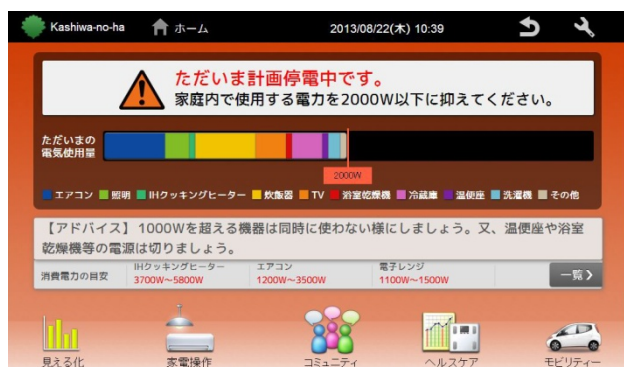 Kashiwa-no-ha ホーム 2013/08/22(木) 10:39
ただいま計画停電中です。
家庭内で使用する電力を2000W以下に抑えてください。
ただいまの
電気使用量
2000W
エアコン 照明 IHクッキングヒーター 炊飯器 TV 浴室乾燥機 冷蔵庫 温便座 洗濯機 その他
【アドバイス】1000Wを超える機器は同時に使わない様にしましょう。又、温便座や浴室
乾燥機等の電源は切りましょう。
消費電力の目安
IHクッキングヒーター エアコン 電子レンジ
3700W~5800W 1200W~3500W 1100W~1500W
一覧
見える化 家電操作 コミュニティ ヘルスケア モビリティー